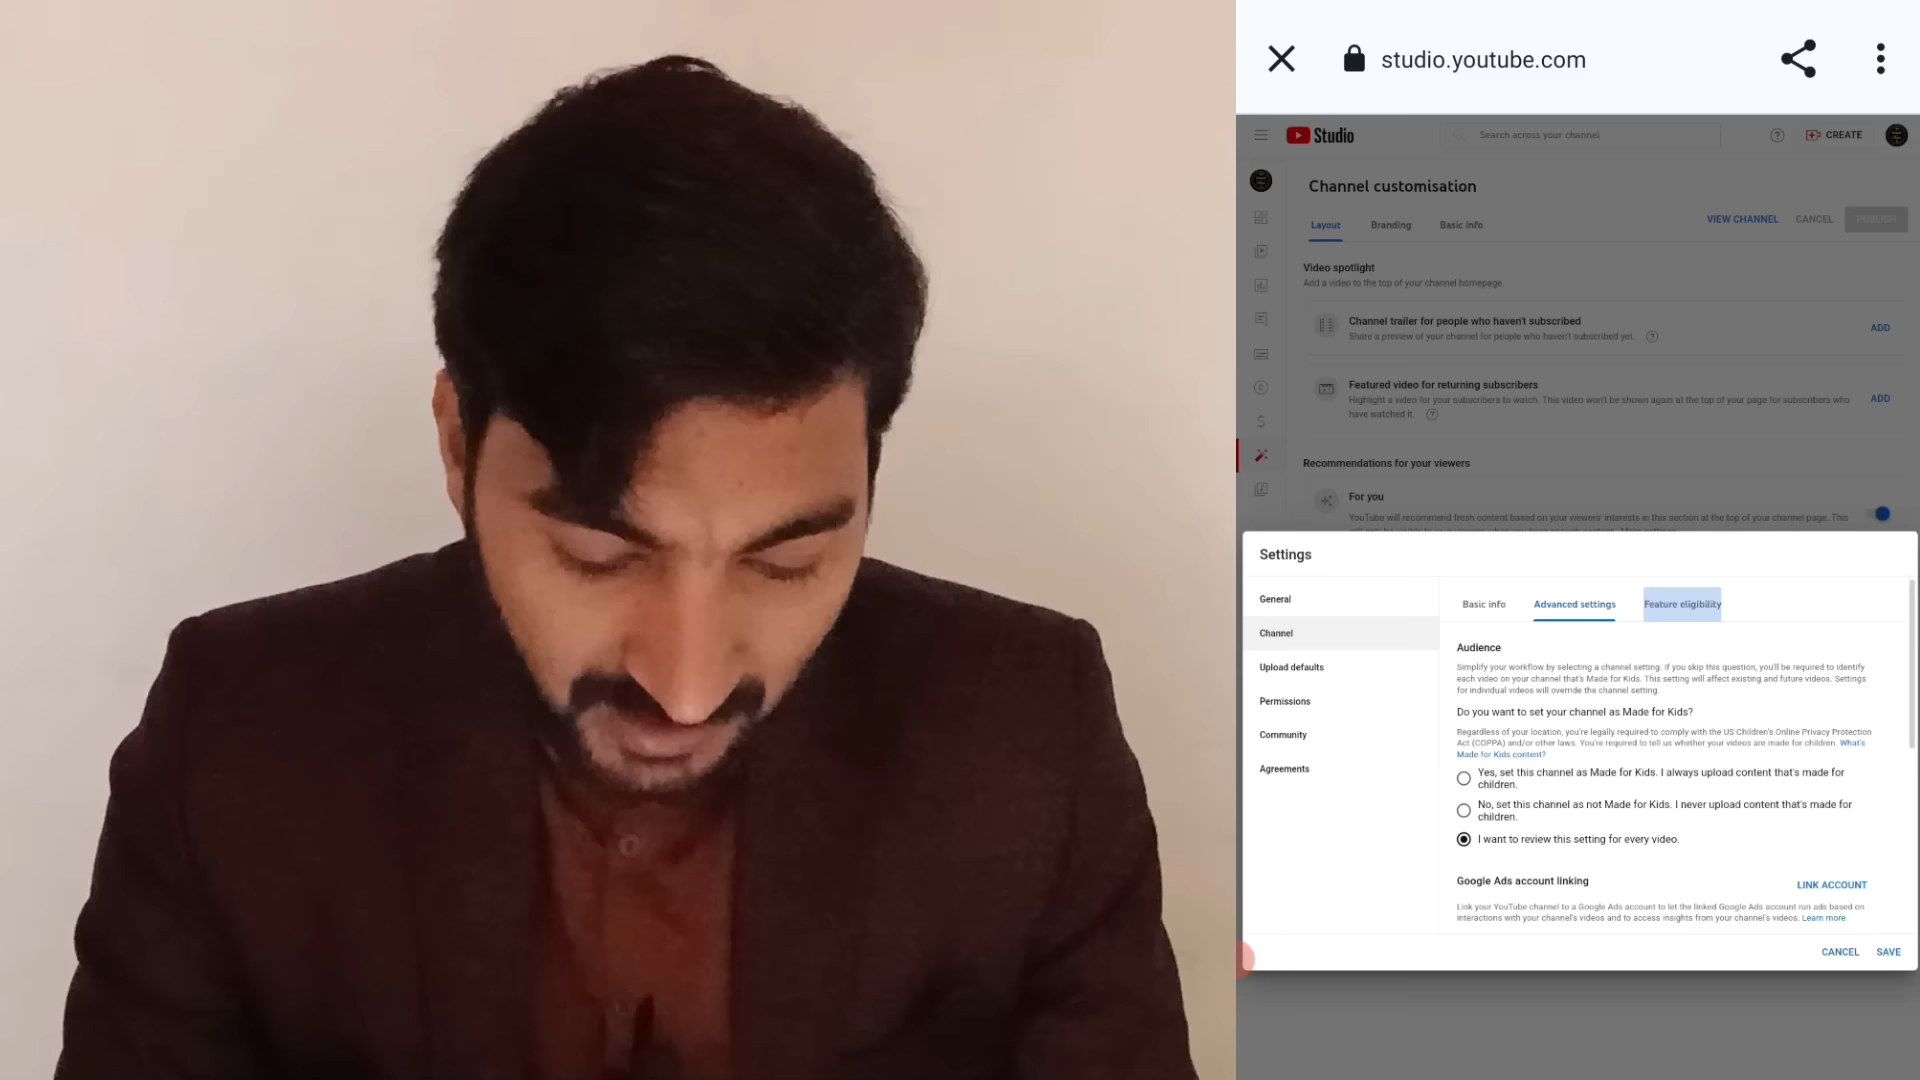 studio.youtube.com
Studio
Search across your channel
CREATE
Channel customisation
Layout
Branding
Basic info
VIEW CHANNEL
CANCEL
PUBLISH
Video spotlight
Add a video to the top of your channel homepage.
Channel trailer for people who haven't subscribed
Share a preview of your channel for people who haven't subscribed yet.
ADD
Featured video for returning subscribers
Highlight a video for your subscribers to watch. This video won't be shown again at the top of your page for subscribers who
have watched it.
ADD
Recommendations for your viewers
For you
YouTube will recommend fresh content based on your viewers' interests in this section at the top of your channel page. This
Settings
General
Channel
Upload defaults
Permissions
Community
Agreements
Basic info
Advanced settings
Feature eligibility
Audience
Simplify your workflow by selecting a channel setting. If you skip this question, you'll be required to identify
each video on your channel that's Made for Kids. This setting will affect existing and future videos. Settings
for individual videos will override the channel setting.
Do you want to set your channel as Made for Kids?
Regardless of your location, you're legally required to comply with the US Children's Online Privacy Protection
Act (COPPA) and/or other laws. You're required to tell us whether your videos are made for children. What's
Made for Kids content?
Yes, set this channel as Made for Kids. I always upload content that's made for
children.
No, set this channel as not Made for Kids. I never upload content that's made for
children.
I want to review this setting for every video.
Google Ads account linking
LINK ACCOUNT
Link your YouTube channel to a Google Ads account to let the linked Google Ads account run ads based on
interactions with your channel's videos and to access insights from your channel's videos. Learn more
CANCEL
SAVE